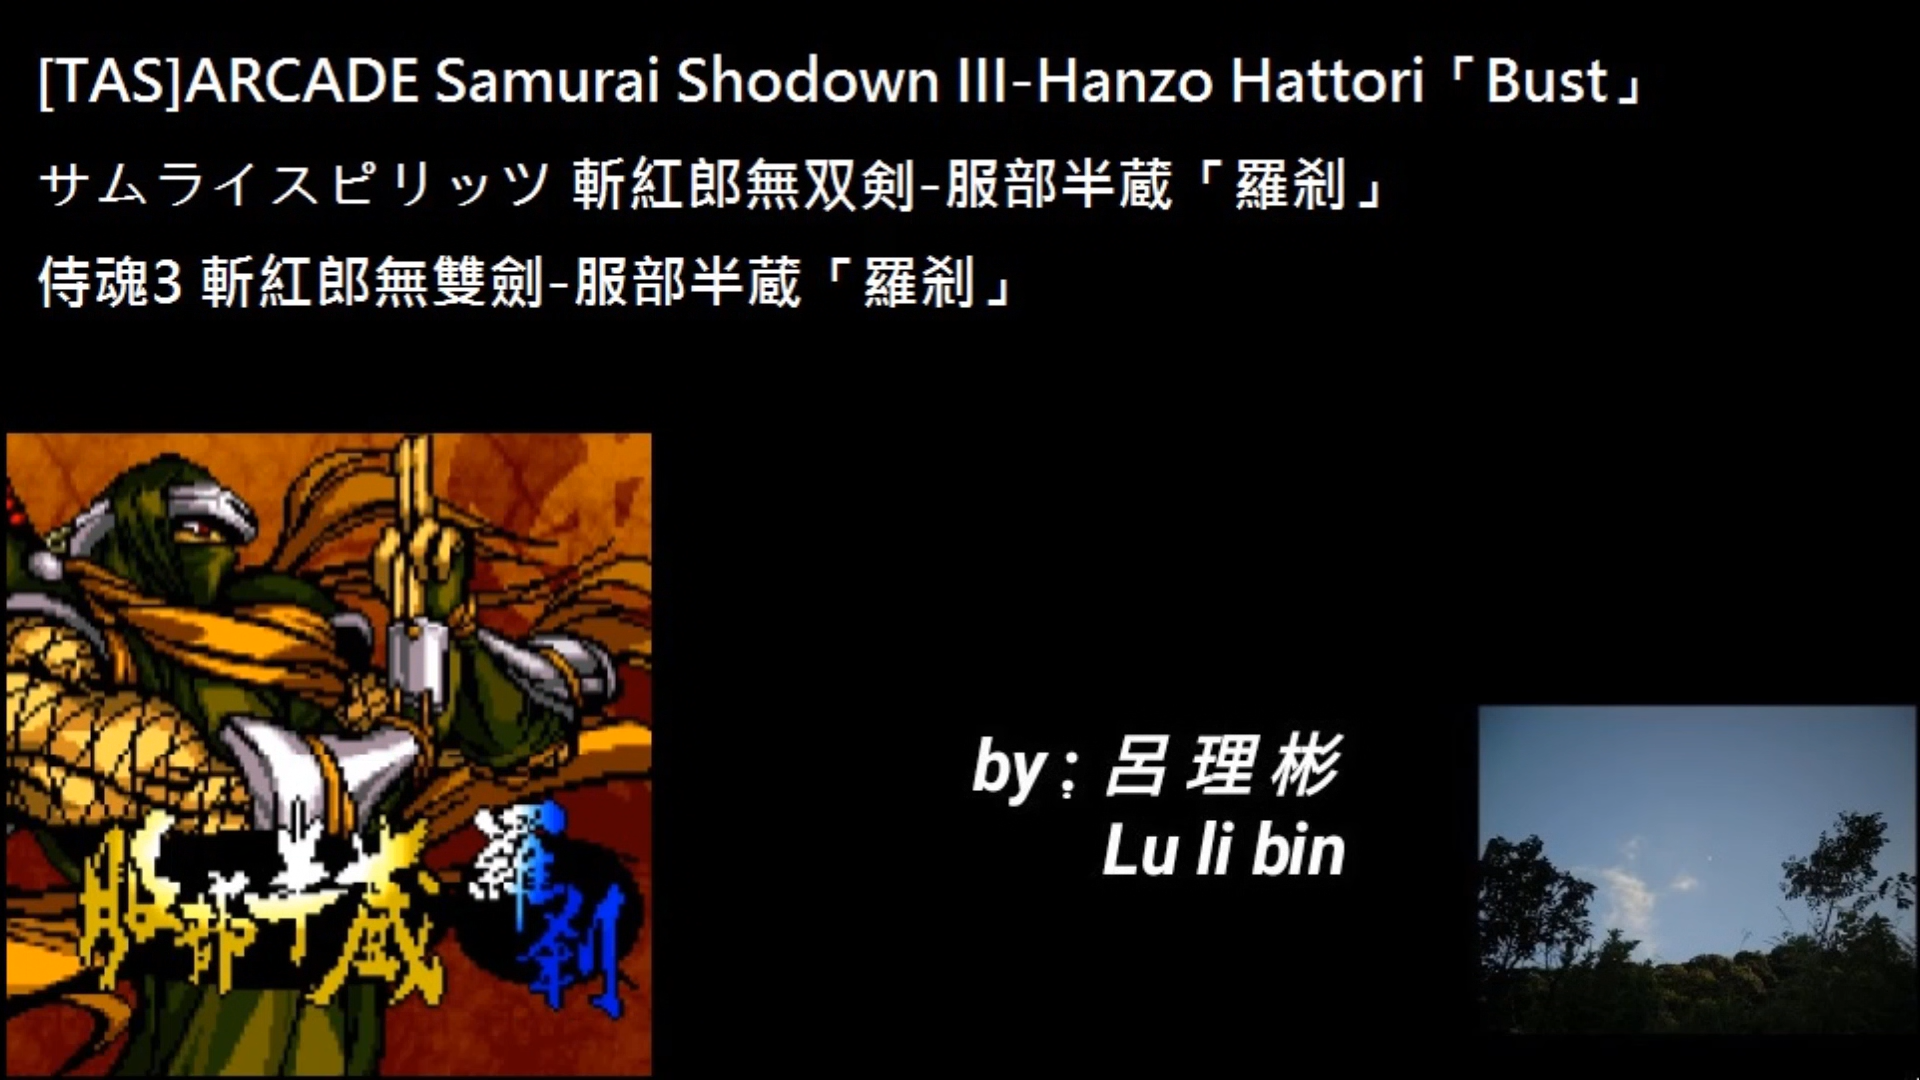 [TAS]ARCADE Samurai Shodown III-Hanzo Hattori「Bust」
サムライスピリッツ 斬紅郎無双剣-服部半蔵「羅刹」
侍魂3 斬紅郎無雙劍-服部半蔵「羅刹」
服部半蔵 羅刹
by : 呂理彬
Lu li bin